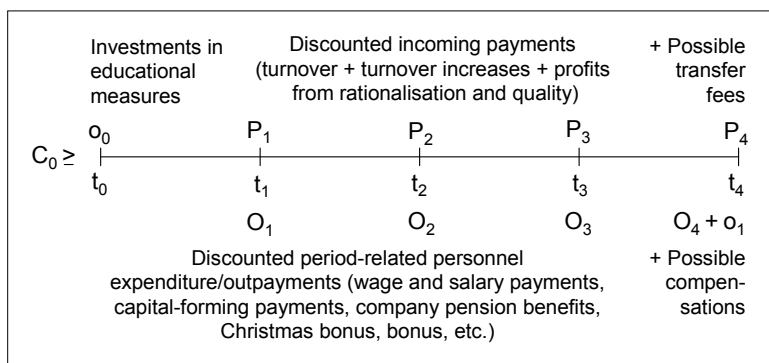 Investments in
educational
measures
Discounted incoming payments
(turnover + turnover increases + profits
from rationalisation and quality)
+ Possible
transfer
fees
o₀ P₁ P₂ P₃ P₄
C₀ ≥
t₀ t₁ t₂ t₃ t₄
O₁ O₂ O₃ O₄ + o₁
Discounted period-related personnel
expenditure/outpayments (wage and salary payments,
capital-forming payments, company pension benefits,
Christmas bonus, bonus, etc.)
+ Possible
compen-
sations